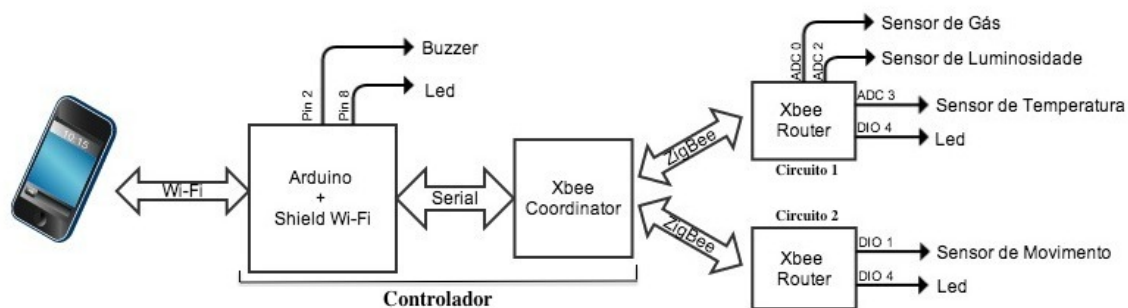 10:15
Wi-Fi
Pin 2
Pin 8
Buzzer
Led
Arduino
+
Shield Wi-Fi
Serial
Xbee
Coordinator
Controlador
ZigBee
ZigBee
ADC 0
ADC 2
Sensor de Gás
Sensor de Luminosidade
Xbee
Router
ADC 3
Sensor de Temperatura
DIO 4
Led
Circuito 1
Circuito 2
Xbee
Router
DIO 1
Sensor de Movimento
DIO 4
Led